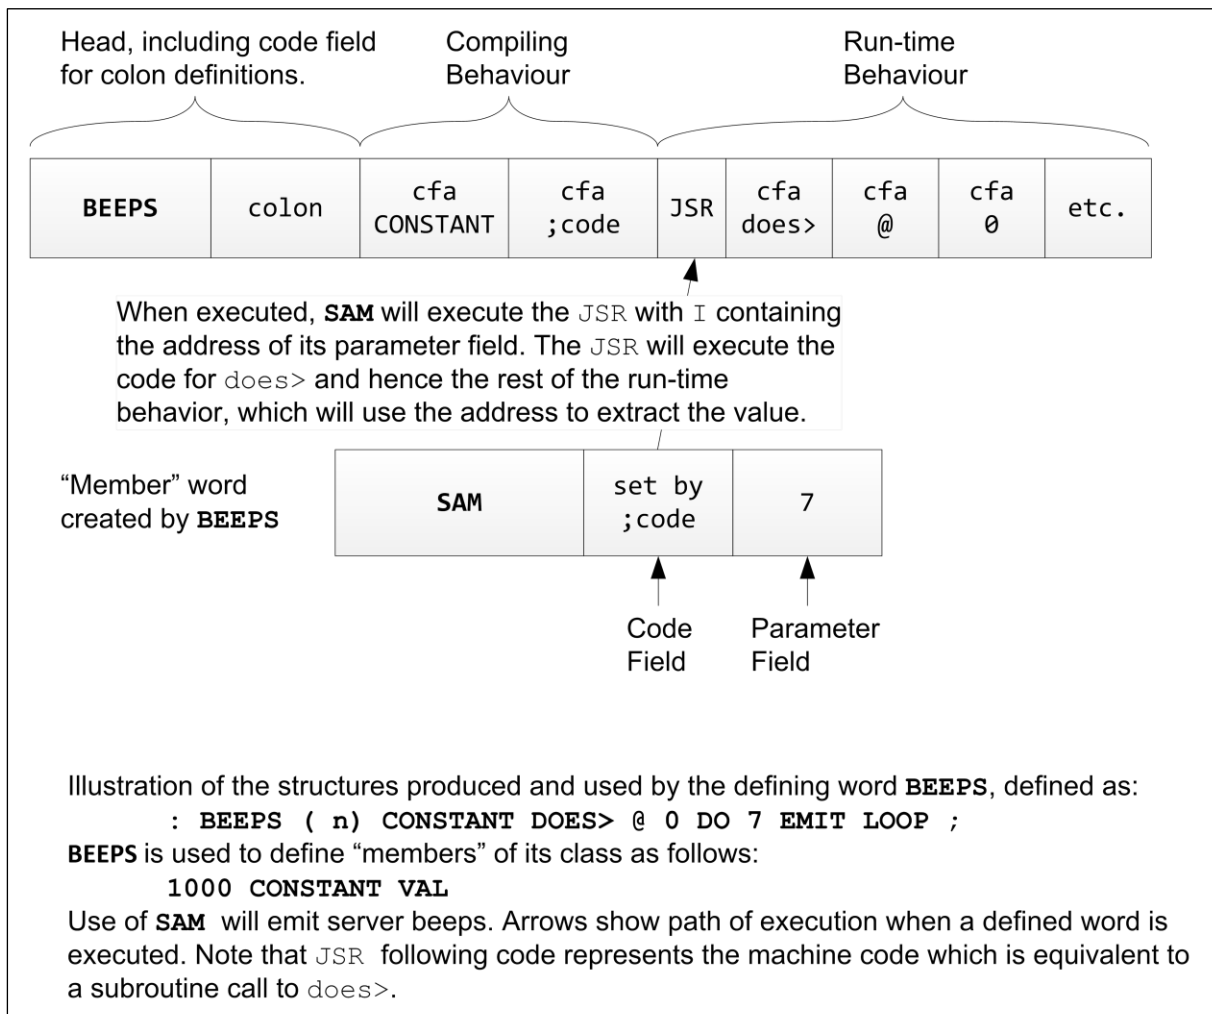 Head, including code field
for colon definitions.
Compiling
Behaviour
Run-time
Behaviour
BEEPS
colon
cfa
CONSTANT
cfa
;code
JSR
cfa
does>
cfa
@
cfa
0
etc.
When executed, SAM will execute the JSR with I containing
the address of its parameter field. The JSR will execute the
code for does> and hence the rest of the run-time
behavior, which will use the address to extract the value.
“Member” word
created by BEEPS
SAM
set by
;code
7
Code
Field
Parameter
Field
Illustration of the structures produced and used by the defining word BEEPS, defined as:
: BEEPS ( n) CONSTANT DOES> @ 0 DO 7 EMIT LOOP ;
BEEPS is used to define “members” of its class as follows:
1000 CONSTANT VAL
Use of SAM will emit server beeps. Arrows show path of execution when a defined word is
executed. Note that JSR following code represents the machine code which is equivalent to
a subroutine call to does>.